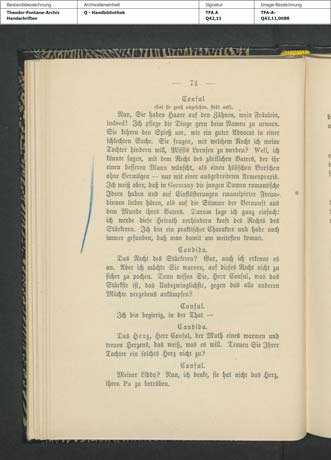 Bestandsbezeichnung Archivalieneinheit Signatur Image-Bezeichnung
Theodor-Fontane-Archiv Q - Handbibliothek TFA A TFA-A-
Handschriften Q42,11 Q42,11,0088
— 74 —
Consul
(hat sie groß angesehen, steht auf).
Nun, Sie haben Haare auf den Zähnen, mein Fräulein,
indeed! Ich pflege die Dinge gern beim Namen zu nennen.
Sie kehren den Spieß um, wie ein guter Advocat in einer
schlechten Sache. Sie fragen, mit welchem Recht ich meine
Tochter hindern will, Missis Lorenzen zu werden? Well, ich
könnte sagen, mit dem Recht des zärtlichen Vaters, der ihr
einen besseren Mann wünscht, als einen hübschen Burschen
ohne Vermögen — nur mit einer ausgebreiteten Armenpraxis.
Ich weiß aber, daß in Germany die jungen Damen romantische
Ideen haben und auf Einflüsterungen emancipirter Freun-
dinnen lieber hören, als auf die Stimme der Vernunft aus
dem Munde ihres Vaters. Darum sage ich ganz einfach:
ich werde diese Heirath verhindern kraft des Rechts des
Stärkeren. Ich bin ein praktischer Charakter und habe noch
immer gefunden, daß man damit am weitesten kommt.
Candida.
Das Recht des Stärkeren? Gut, auch ich erkenne es
an. Aber ich möchte Sie warnen, auf dieses Recht nicht zu
sicher zu pochen. Denn wissen Sie, Herr Consul, was das
Stärkste ist, das Unbezwinglichste, gegen das alle anderen
Mächte vergebens ankämpfen?
Consul.
Ich bin begierig, in der That —
Candida.
Das Herz, Herr Consul, der Muth eines warmen und
treuen Herzens, das weiß, was es will. Trauen Sie Ihrer
Tochter ein solches Herz nicht zu?
Consul.
Meiner Liddy? Nun, ich denke, sie hat nicht das Herz,
ihren Pa zu betrüben.